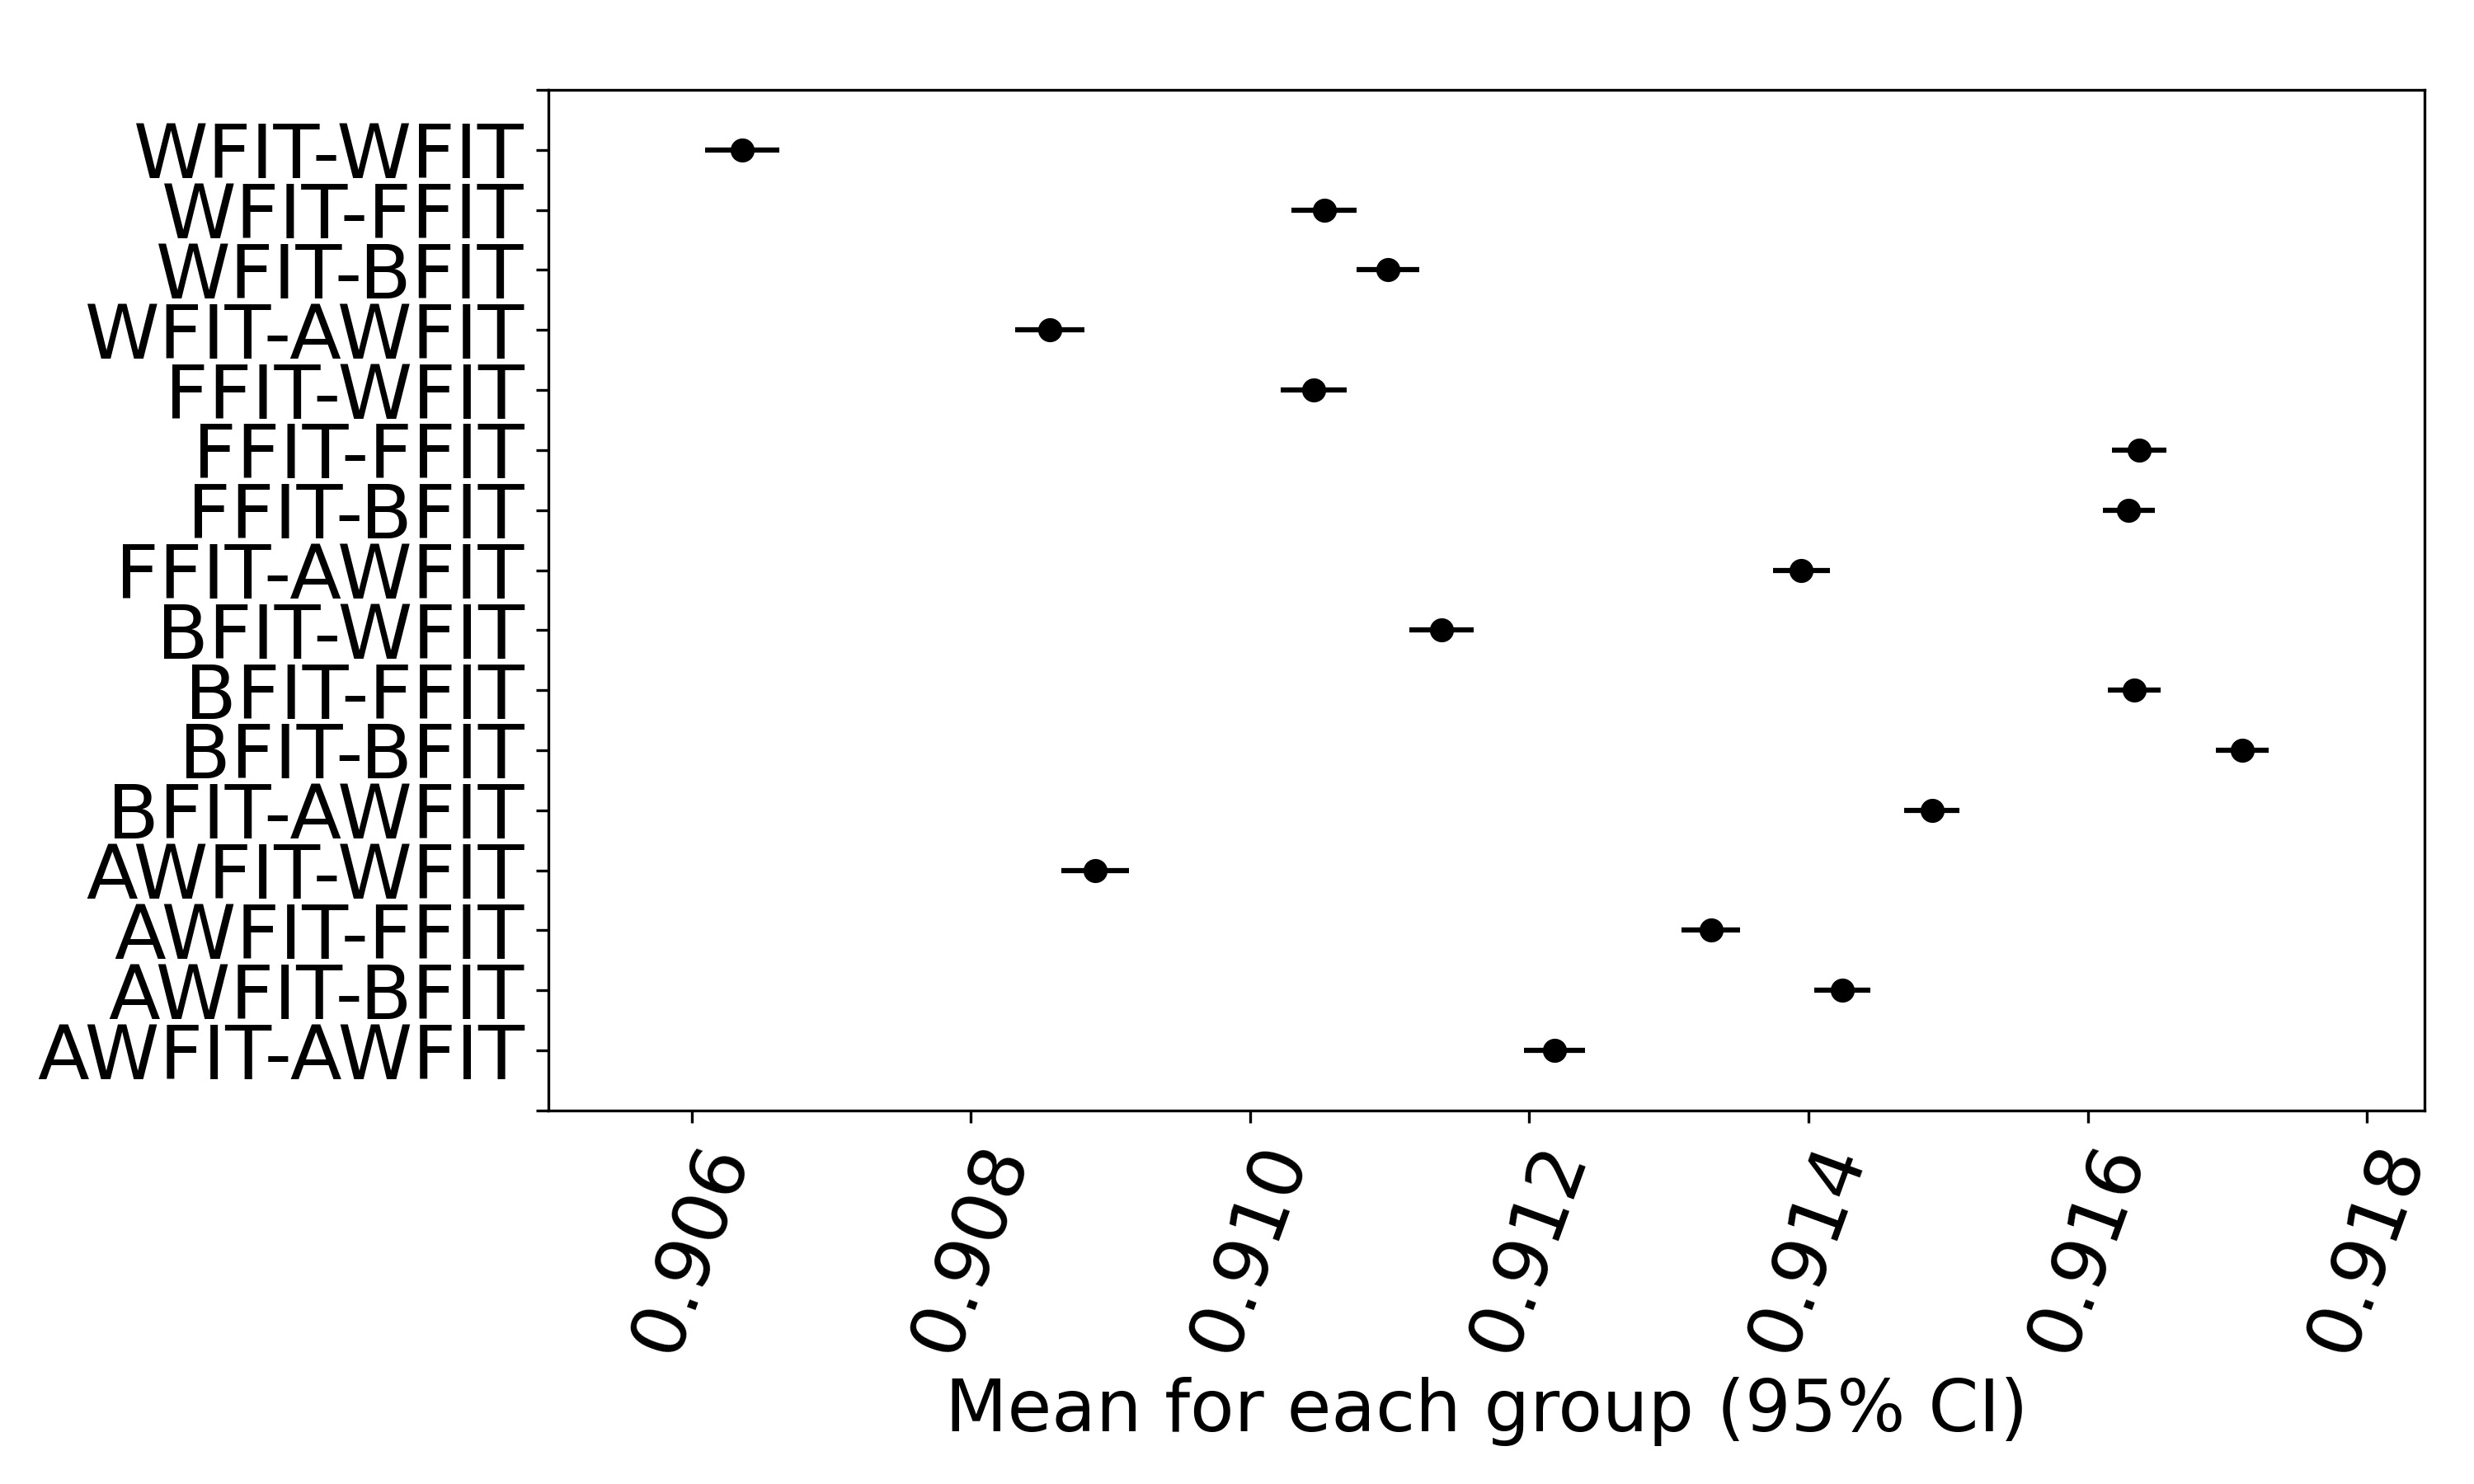 WFIT-WFIT
WFIT-FFIT
WFIT-BFIT
WFIT-AWFIT
FFIT-WFIT
FFIT-FFIT
FFIT-BFIT
FFIT-AWFIT
BFIT-WFIT
BFIT-FFIT
BFIT-BFIT
BFIT-AWFIT
AWFIT-WFIT
AWFIT-FFIT
AWFIT-BFIT
AWFIT-AWFIT
0.906 0.908 0.910 0.912 0.914 0.916 0.918
Mean for each group (95% CI)